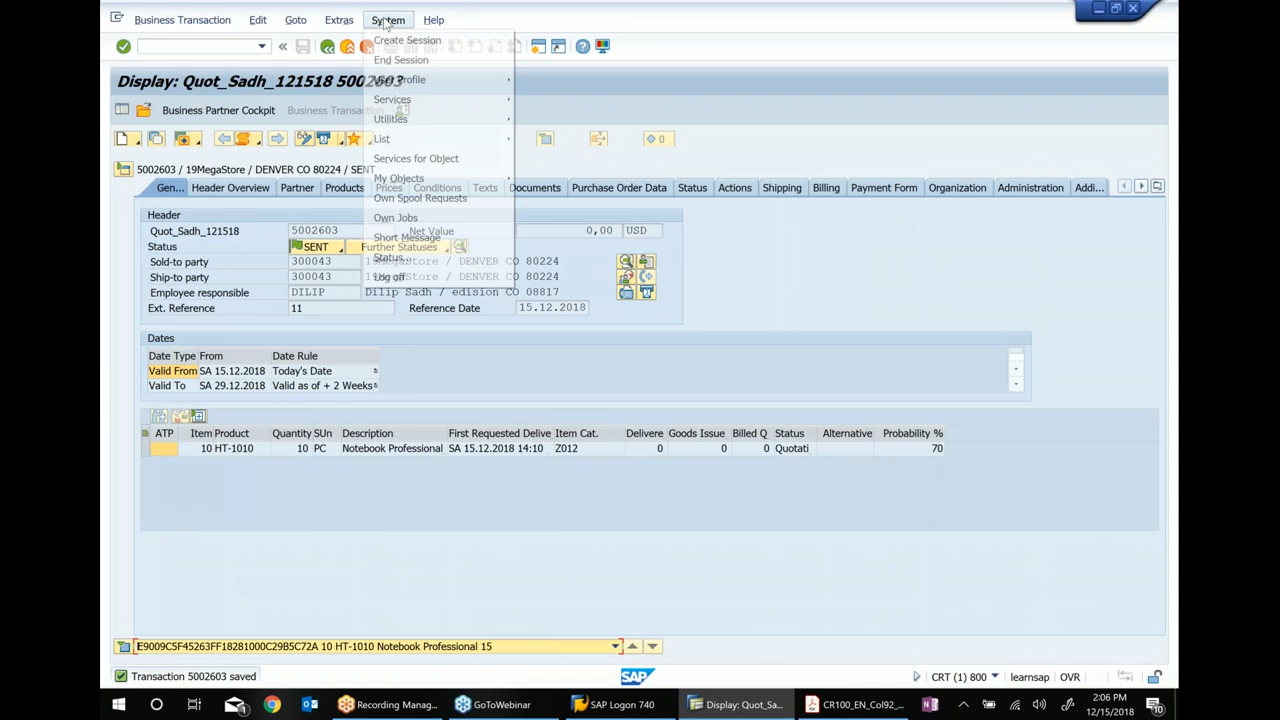 Business Transaction Edit Goto Extras System Help
Create Session
End Session
Display: Quot_Sadh_121518 5002603
User Profile
Services
Business Partner Cockpit Business Transaction
Utilities
List
0
Services for Object
5002603 / 19MegaStore / DENVER CO 80224 / SENT
My Objects
Gen... Header Overview Partner Products Prices Conditions Texts Documents Purchase Order Data Status Actions Shipping Billing Payment Form Organization Administration Addi...
Own Spool Requests
Header Own Jobs
Quot_Sadh_121518 5002603 Net Value 0,00 USD
Short Message
Status SENT Further Statuses
Status...
Sold-to party 300043 19MegaStore / DENVER CO 80224
Log off
Ship-to party 300043 19MegaStore / DENVER CO 80224
Employee responsible DILIP Dilip Sadh / edision CO 08817
Ext. Reference 11 Reference Date 15.12.2018
Dates
Date Type From Date Rule
Valid From SA 15.12.2018 Today's Date
Valid To SA 29.12.2018 Valid as of + 2 Weeks
ATP Item Product Quantity SUn Description First Requested Delive Item Cat. Delivere Goods Issue Billed Q Status Alternative Probability %
10 HT-1010 10 PC Notebook Professional SA 15.12.2018 14:10 Z012 0 0 0 Quotati 70
E9009C5F45263FF18281000C29B5C72A 10 HT-1010 Notebook Professional 15
Transaction 5002603 saved SAP CRT (1) 800 learnsap OVR
Recording Manag... GoToWebinar SAP Logon 740 Display: Quot_Sa... CR100_EN_Col92_... 2:06 PM
12/15/2018 10